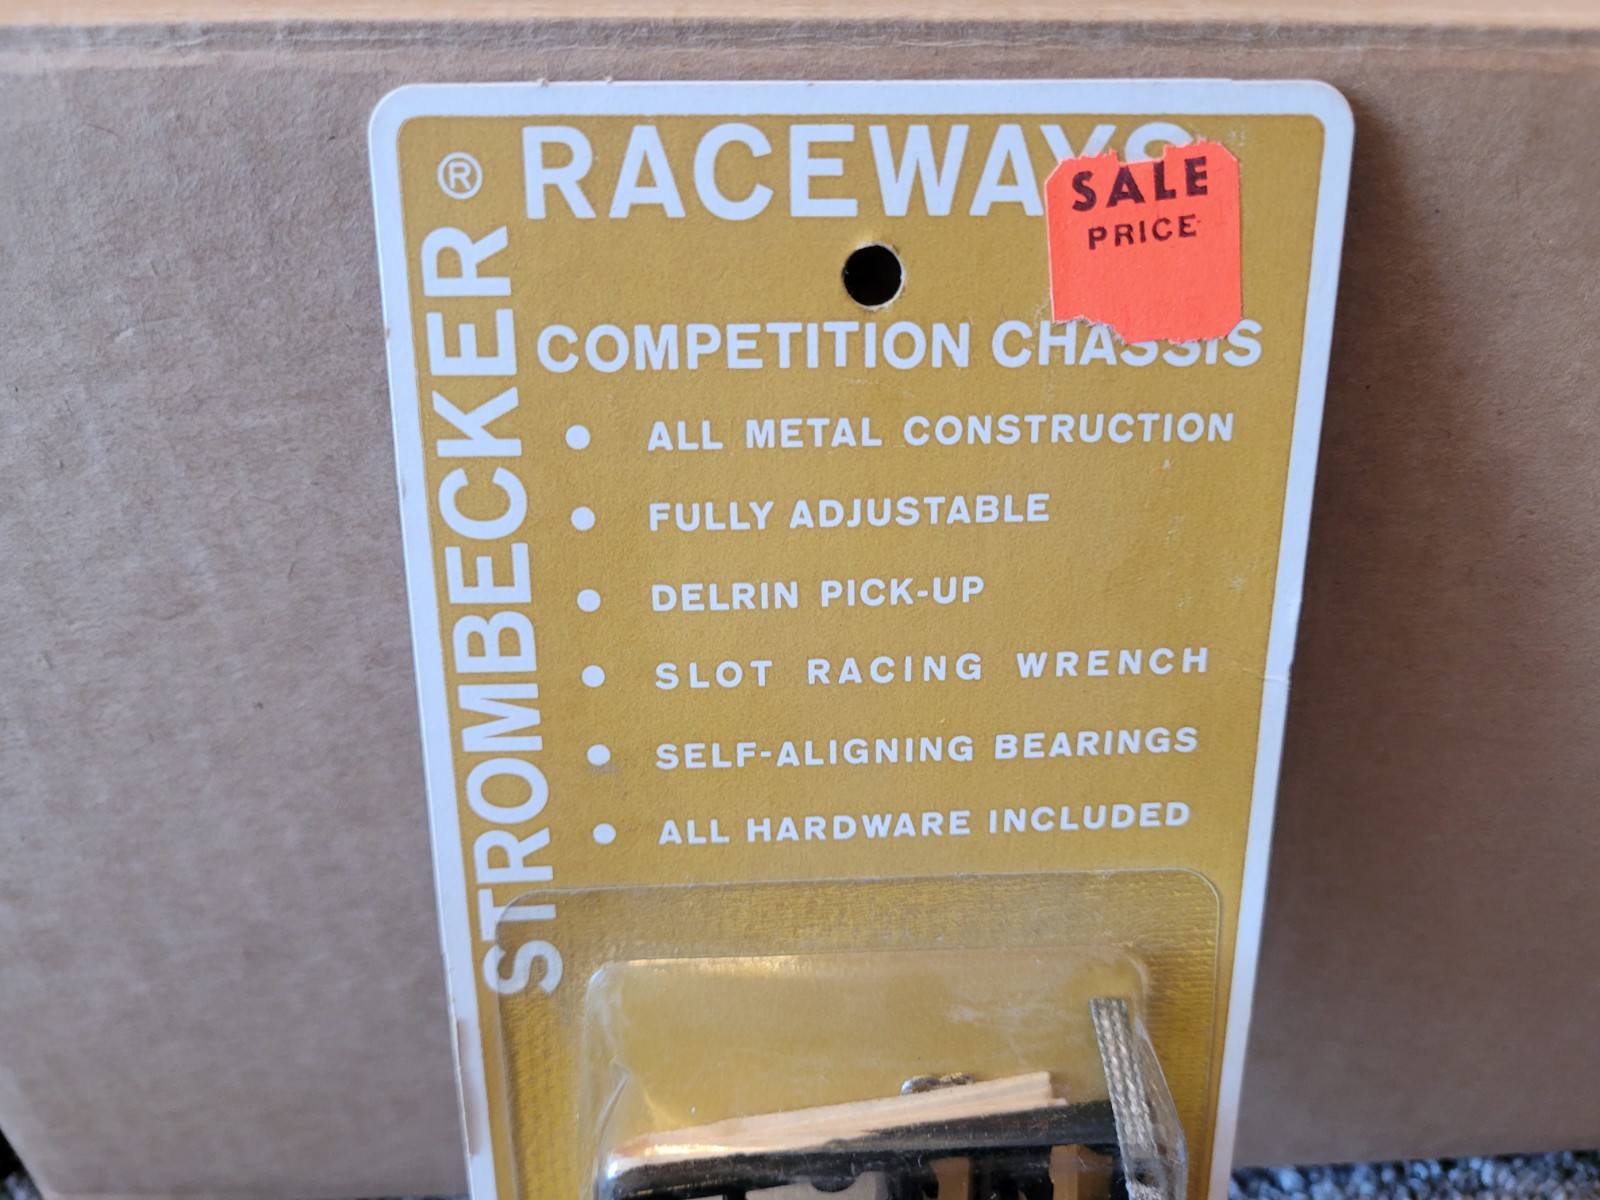 STROMBECKER®
RACEWAYS
SALE
PRICE
COMPETITION CHASSIS
• ALL METAL CONSTRUCTION
• FULLY ADJUSTABLE
• DELRIN PICK-UP
• SLOT RACING WRENCH
• SELF-ALIGNING BEARINGS
• ALL HARDWARE INCLUDED